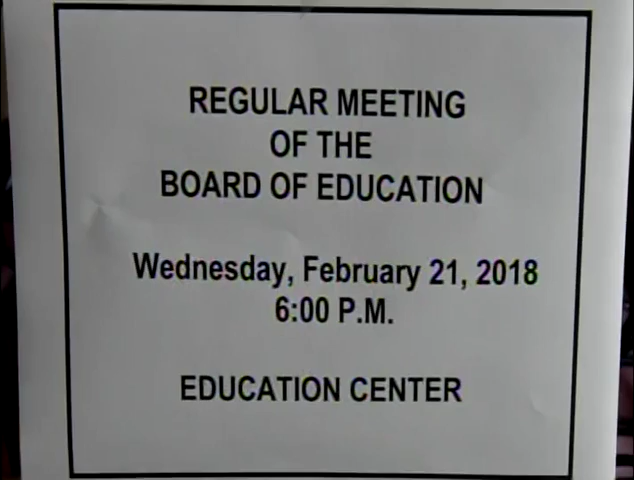 REGULAR MEETING
OF THE
BOARD OF EDUCATION
Wednesday, February 21, 2018
6:00 P.M.
EDUCATION CENTER